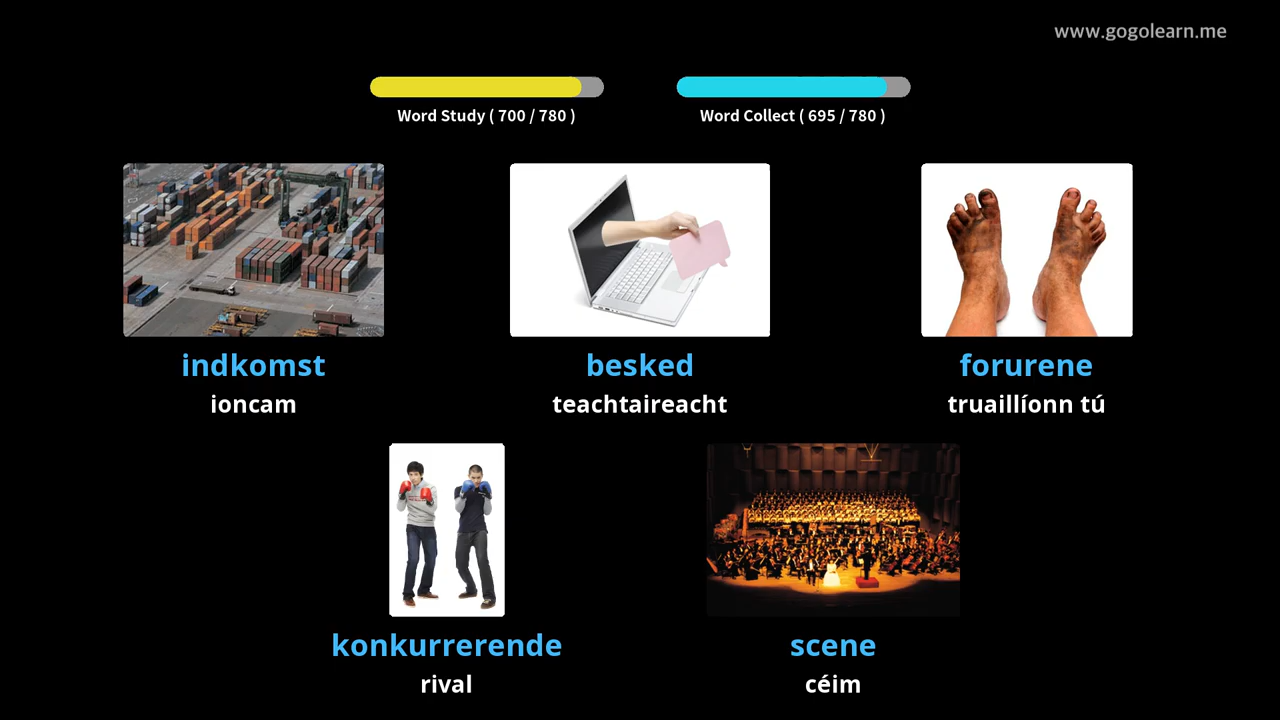 www.gogolearn.me
Word Study ( 700 / 780 )
Word Collect ( 695 / 780 )
indkomst
ioncam
besked
teachtaireacht
forurene
truaillíonn tú
konkurrerende
rival
scene
céim